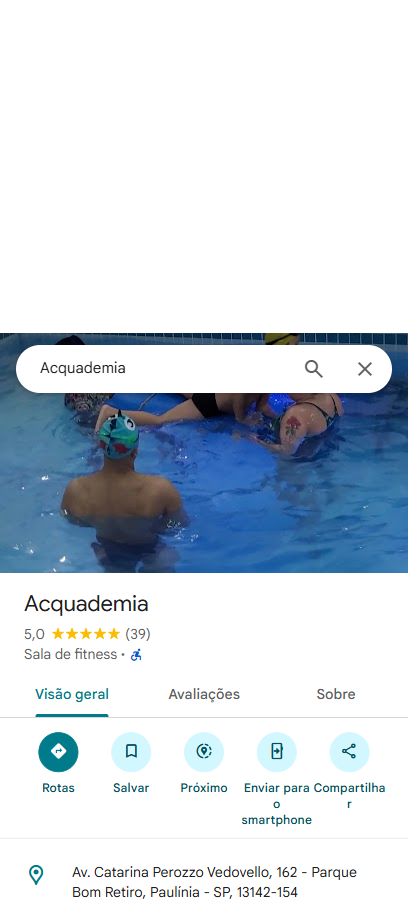 Acquademia
Acquademia
5,0 ★★★★★ (39)
Sala de fitness ·
Visão geral Avaliações Sobre
Rotas Salvar Próximo Enviar para o smartphone Compartilhar
Av. Catarina Perozzo Vedovello, 162 - Parque
Bom Retiro, Paulínia - SP, 13142-154